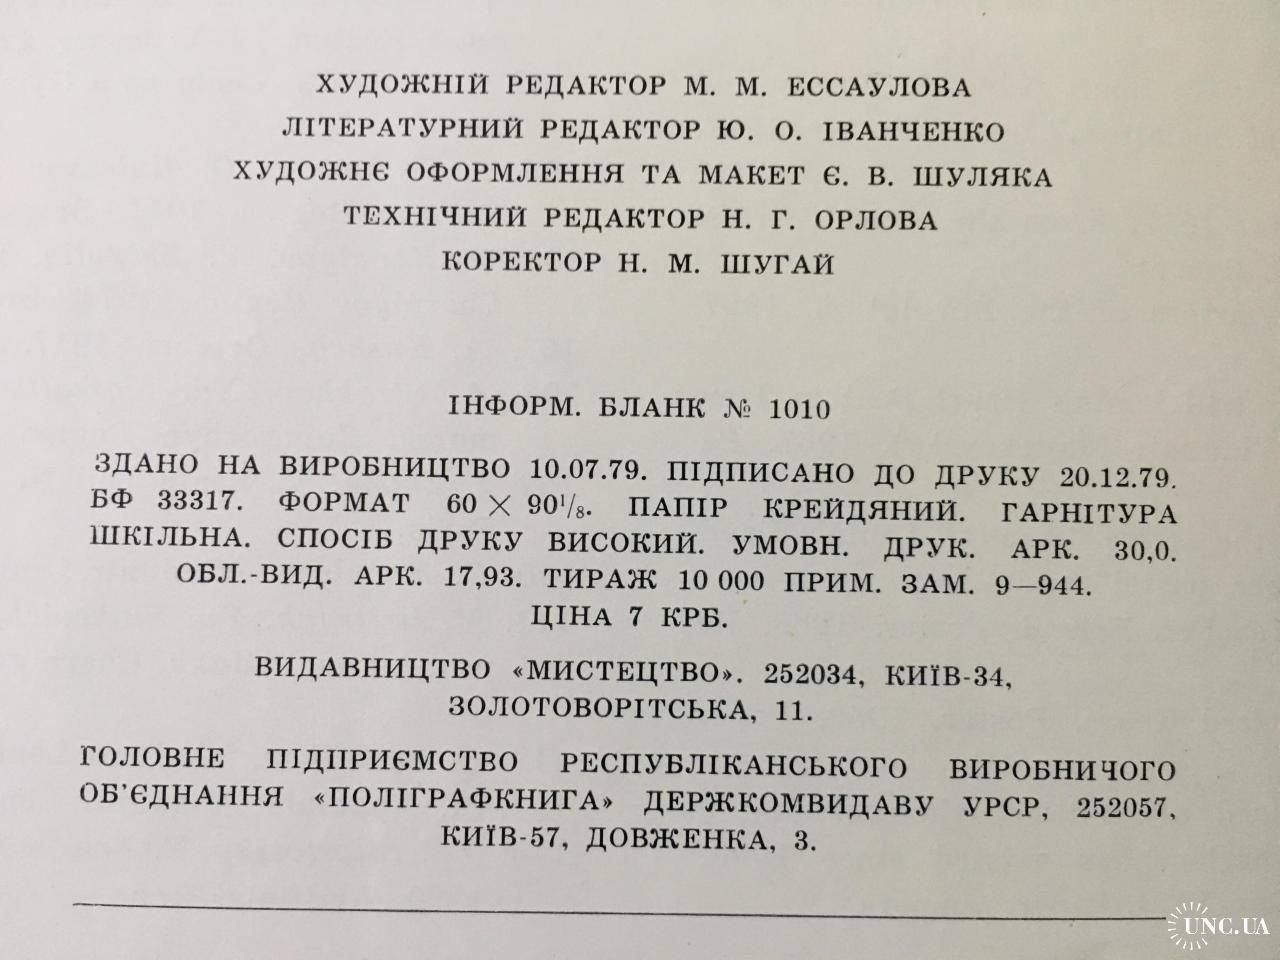 ХУДОЖНІЙ РЕДАКТОР М. М. ЕССАУЛОВА
ЛІТЕРАТУРНИЙ РЕДАКТОР Ю. О. ІВАНЧЕНКО
ХУДОЖНЄ ОФОРМЛЕННЯ ТА МАКЕТ Є. В. ШУЛЯКА
ТЕХНІЧНИЙ РЕДАКТОР Н. Г. ОРЛОВА
КОРЕКТОР Н. М. ШУГАЙ
ІНФОРМ. БЛАНК № 1010
ЗДАНО НА ВИРОБНИЦТВО 10.07.79. ПІДПИСАНО ДО ДРУКУ 20.12.79.
БФ 33317. ФОРМАТ 60 × 90¹/₈. ПАПІР КРЕЙДЯНИЙ. ГАРНІТУРА
ШКІЛЬНА. СПОСІБ ДРУКУ ВИСОКИЙ. УМОВН. ДРУК. АРК. 30,0.
ОБЛ.-ВИД. АРК. 17,93. ТИРАЖ 10 000 ПРИМ. ЗАМ. 9—944.
ЦІНА 7 КРБ.
ВИДАВНИЦТВО «МИСТЕЦТВО». 252034, КИЇВ-34,
ЗОЛОТОВОРІТСЬКА, 11.
ГОЛОВНЕ ПІДПРИЄМСТВО РЕСПУБЛІКАНСЬКОГО ВИРОБНИЧОГО
ОБ'ЄДНАННЯ «ПОЛІГРАФКНИГА» ДЕРЖКОМВИДАВУ УРСР, 252057,
КИЇВ-57, ДОВЖЕНКА, 3.
UNC.UA